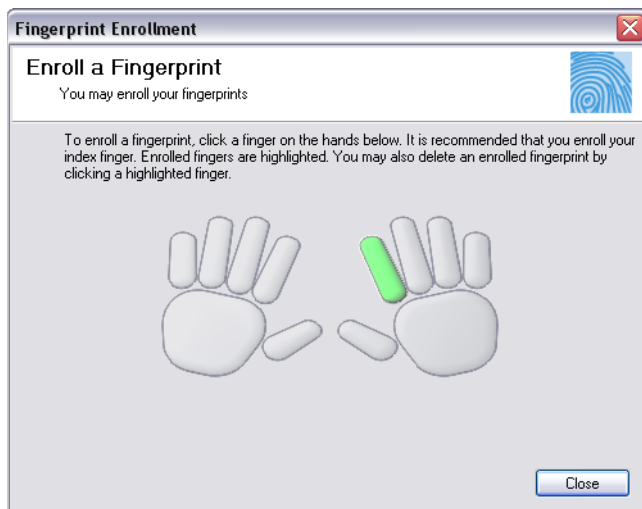 Fingerprint Enrollment
Enroll a Fingerprint
You may enroll your fingerprints
To enroll a fingerprint, click a finger on the hands below. It is recommended that you enroll your
index finger. Enrolled fingers are highlighted. You may also delete an enrolled fingerprint by
clicking a highlighted finger.
Close